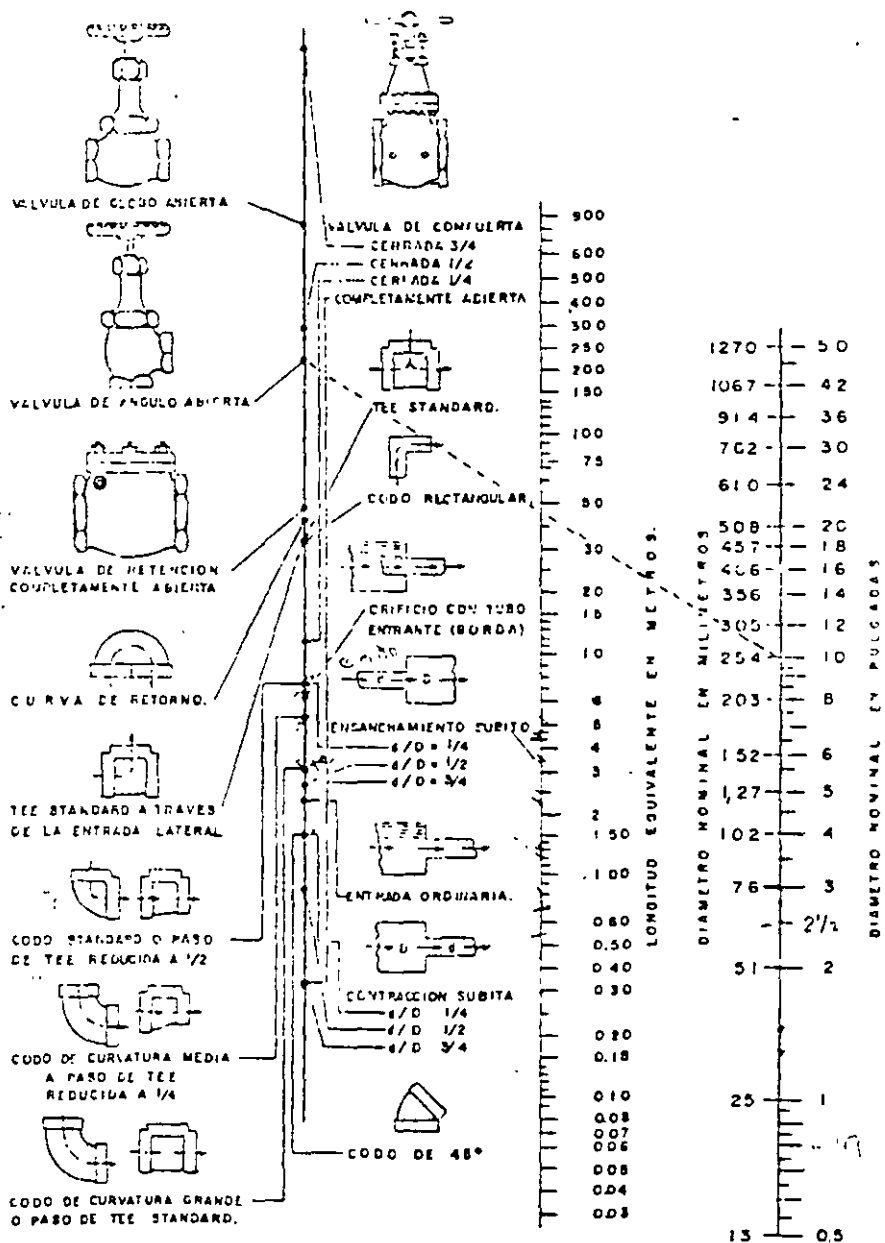 VALVULA DE GLOBO ABIERTA
VALVULA DE ANGULO ABIERTA
VALVULA DE RETENCION
COMPLETAMENTE ABIERTA
CURVA DE RETORNO.
TEE STANDARD A TRAVES
DE LA ENTRADA LATERAL
CODO STANDARD O PASO
DE TEE REDUCIDA A 1/2
CODO DE CURVATURA MEDIA
A PASO DE TEE
REDUCIDA A 1/4
CODO DE CURVATURA GRANDE
O PASO DE TEE STANDARD.
VALVULA DE COMPUERTA
CERRADA 3/4
CERRADA 1/2
CERRADA 1/4
COMPLETAMENTE ABIERTA
TEE STANDARD.
CODO RECTANGULAR
ORIFICIO CON TUBO
ENTRANTE (BORDA)
D
ENSANCHAMIENTO SUBITO
d/D = 1/4
d/D = 1/2
d/D = 3/4
ENTRADA ORDINARIA.
D d
CONTRACCION SUBITA
d/D 1/4
d/D 1/2
d/D 3/4
CODO DE 45°
900
600
500
400
300
250
200
150
100
75
50
30
20
15
10
5
4
3
2
1 50
1 00
0 60
0.50
0 40
0 30
0 20
0.18
0 10
0.08
0 07
0 06
0 05
0 04
0.03
LONGITUD EQUIVALENTE EN METROS.
1270 50
1067 42
914 36
762 30
610 24
508 20
457 18
406 16
356 14
305 12
254 10
203 8
152 6
1,27 5
102 4
76 3
2 1/2
51 2
25 1
13 0,5
DIAMETRO NOMINAL EN MILIMETROS
DIAMETRO NOMINAL EN PULGADAS